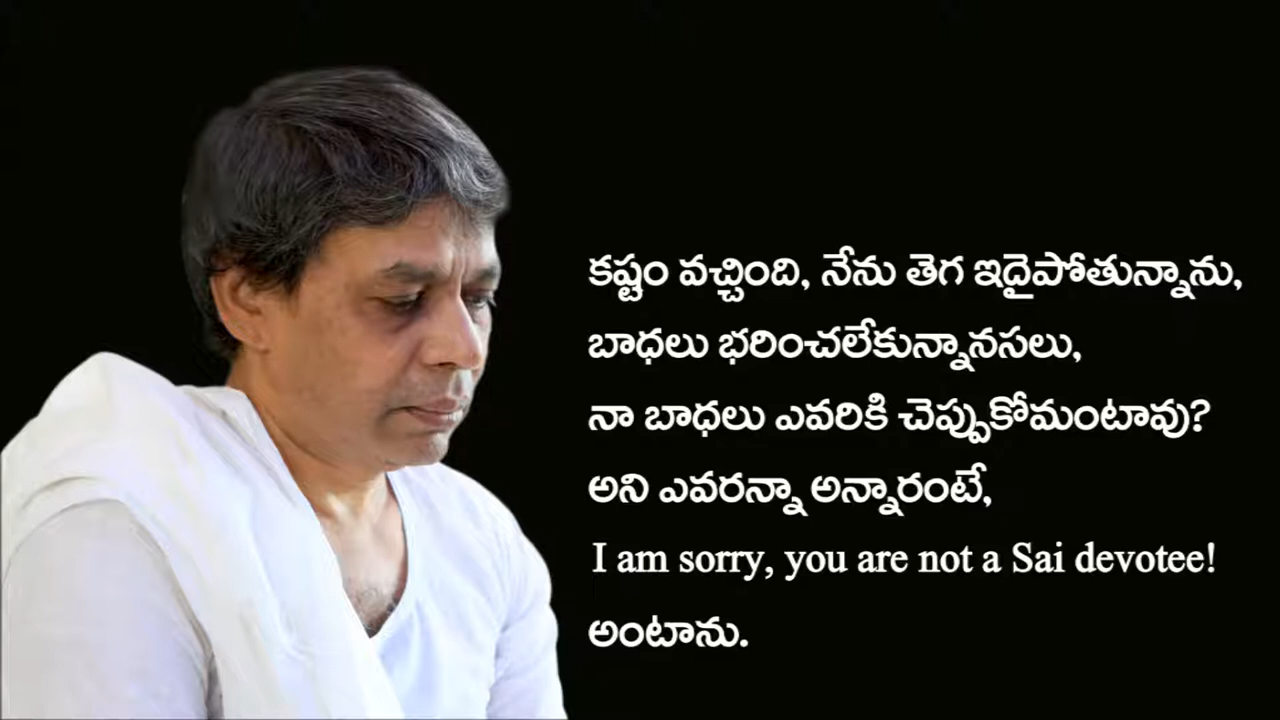 కష్టం వచ్చింది, నేను తెగ ఇదైపోతున్నాను,
బాధలు భరించలేకున్నానసలు,
నా బాధలు ఎవరికి చెప్పుకోమంటావు?
అని ఎవరన్నా అన్నారంటే,
I am sorry, you are not a Sai devotee!
అంటాను.